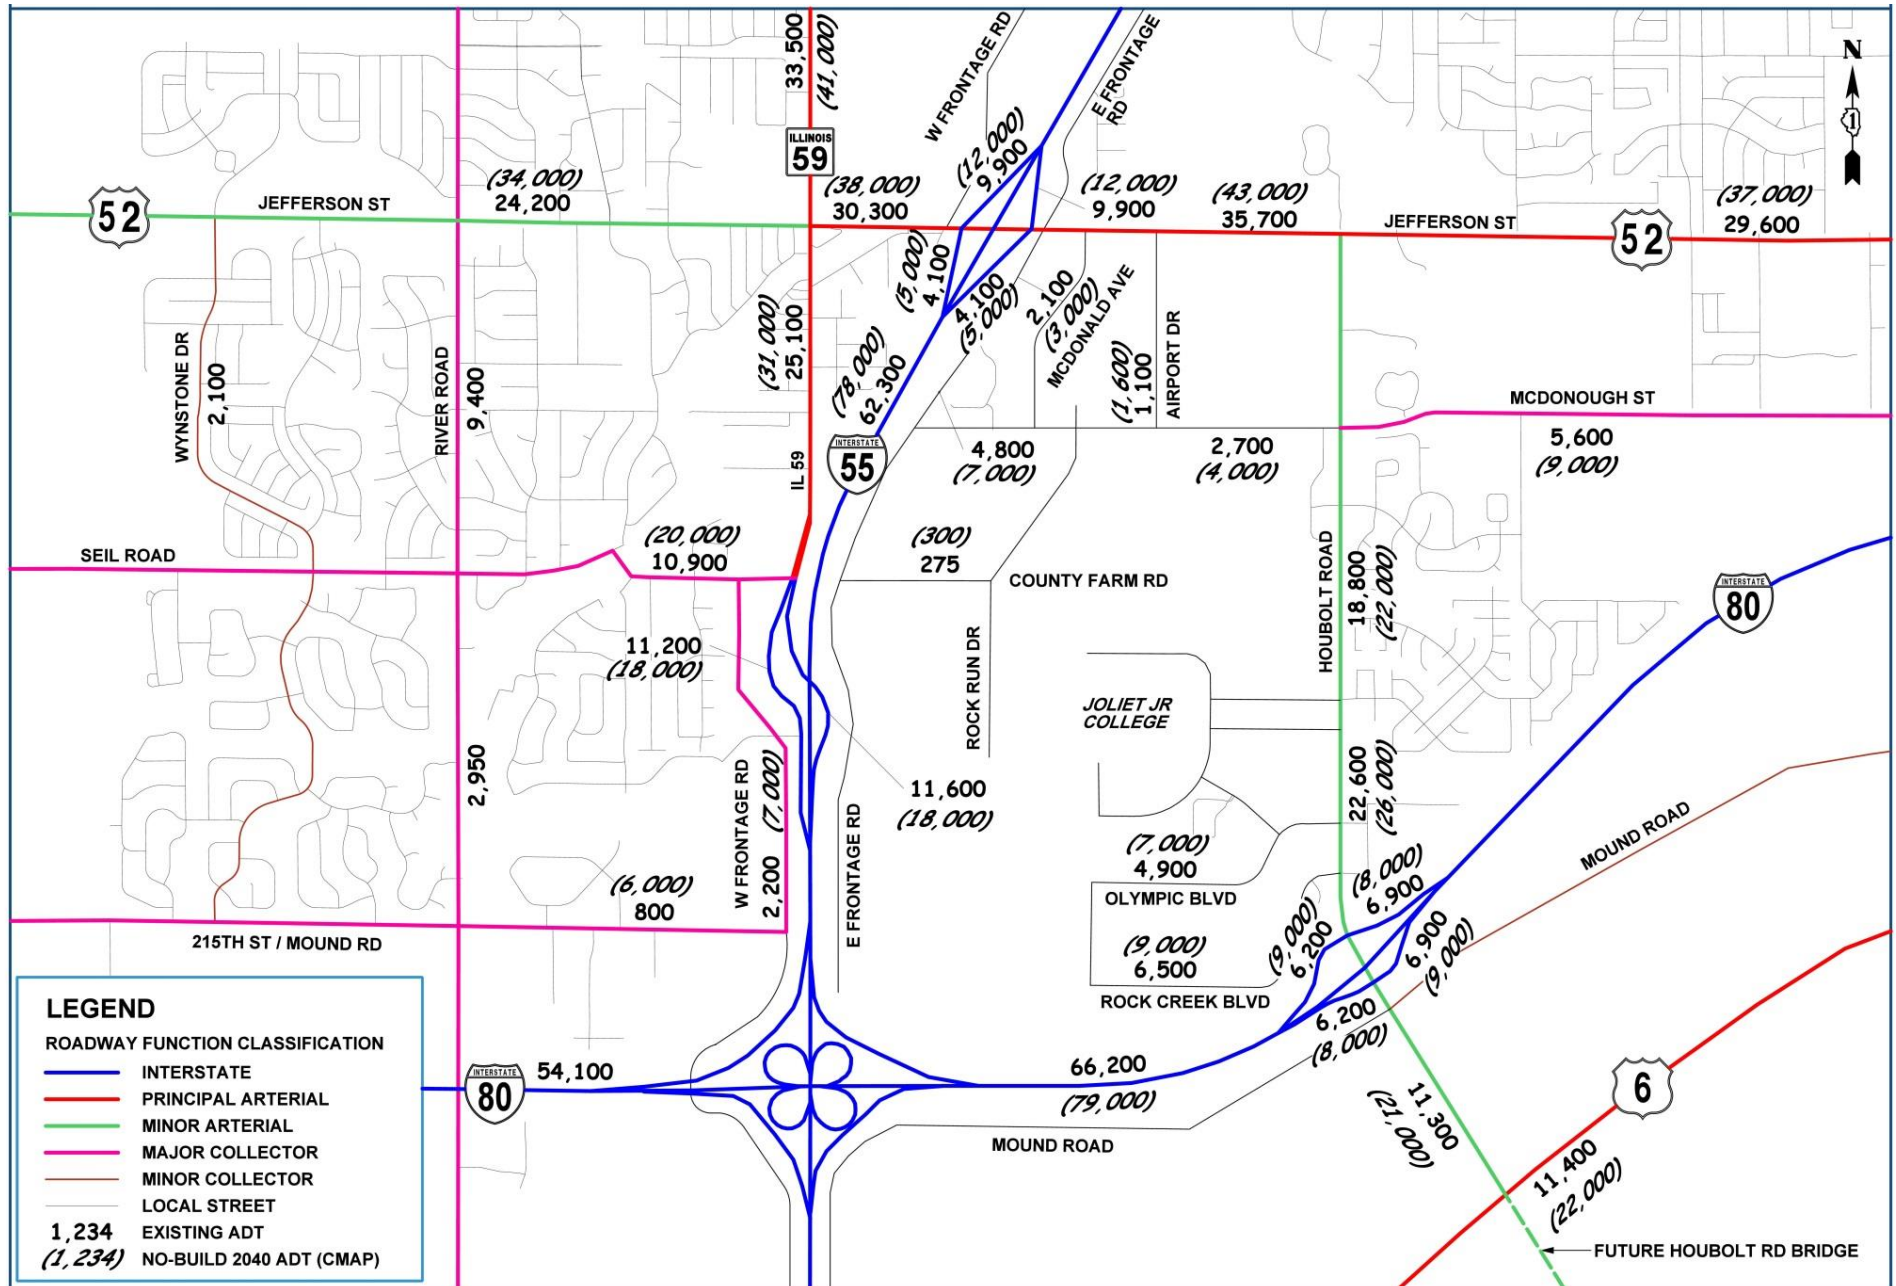 33,500
(41,000)
W FRONTAGE RD
E FRONTAGE
RD
N
1
ILLINOIS
59
(12,000)
9,900
52
JEFFERSON ST
(34,000)
24,200
(38,000)
30,300
(12,000)
9,900
(43,000)
35,700
JEFFERSON ST
52
(37,000)
29,600
(5,000)
4,100
4,100
(5,000)
2,100
(3,000)
MCDONALD AVE
(1,600)
1,100
AIRPORT DR
WYNSTONE DR
2,100
RIVER ROAD
9,400
(31,000)
25,100
(78,000)
62,300
IL 59
INTERSTATE
55
4,800
(7,000)
2,700
(4,000)
MCDONOUGH ST
5,600
(9,000)
SEIL ROAD
(20,000)
10,900
(300)
275
COUNTY FARM RD
HOUBOLT ROAD
18,800
(22,000)
INTERSTATE
80
11,200
(18,000)
ROCK RUN DR
JOLIET JR
COLLEGE
2,950
W FRONTAGE RD
2,200 (7,000)
E FRONTAGE RD
11,600
(18,000)
22,600
(26,000)
MOUND ROAD
(7,000)
4,900
OLYMPIC BLVD
(8,000)
6,900
(6,000)
800
215TH ST / MOUND RD
(9,000)
6,500
ROCK CREEK BLVD
(9,000)
6,200
6,900
(9,000)
6,200
(8,000)
INTERSTATE
80
54,100
66,200
(79,000)
MOUND ROAD
11,300
(21,000)
6
11,400
(22,000)
FUTURE HOUBOLT RD BRIDGE
LEGEND
ROADWAY FUNCTION CLASSIFICATION
INTERSTATE
PRINCIPAL ARTERIAL
MINOR ARTERIAL
MAJOR COLLECTOR
MINOR COLLECTOR
LOCAL STREET
1,234 EXISTING ADT
(1,234) NO-BUILD 2040 ADT (CMAP)